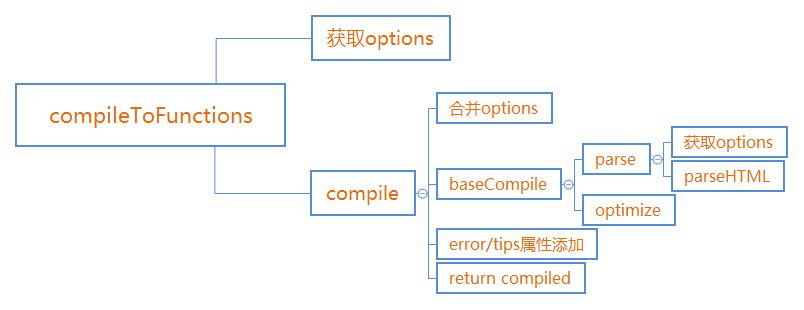 获取options
compileToFunctions
compile
合并options
baseCompile
parse
获取options
parseHTML
optimize
error/tips属性添加
return compiled